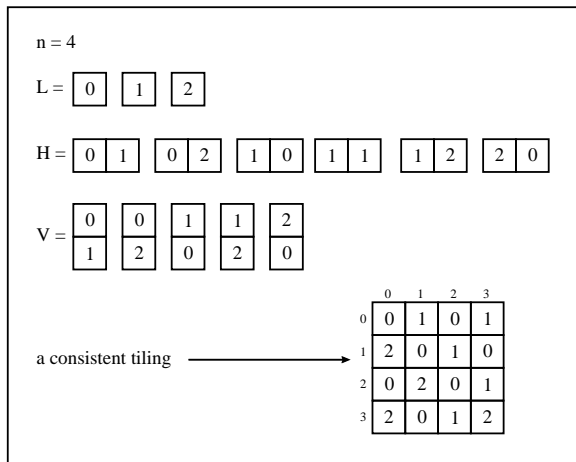 n = 4
L = 0 1 2
H = 0 1 0 2 1 0 1 1 1 2 2 0
0 0 1 1 2
V =
1 2 0 2 0
0 1 2 3
0 0 1 0 1
a consistent tiling
1 2 0 1 0
2 0 2 0 1
3 2 0 1 2